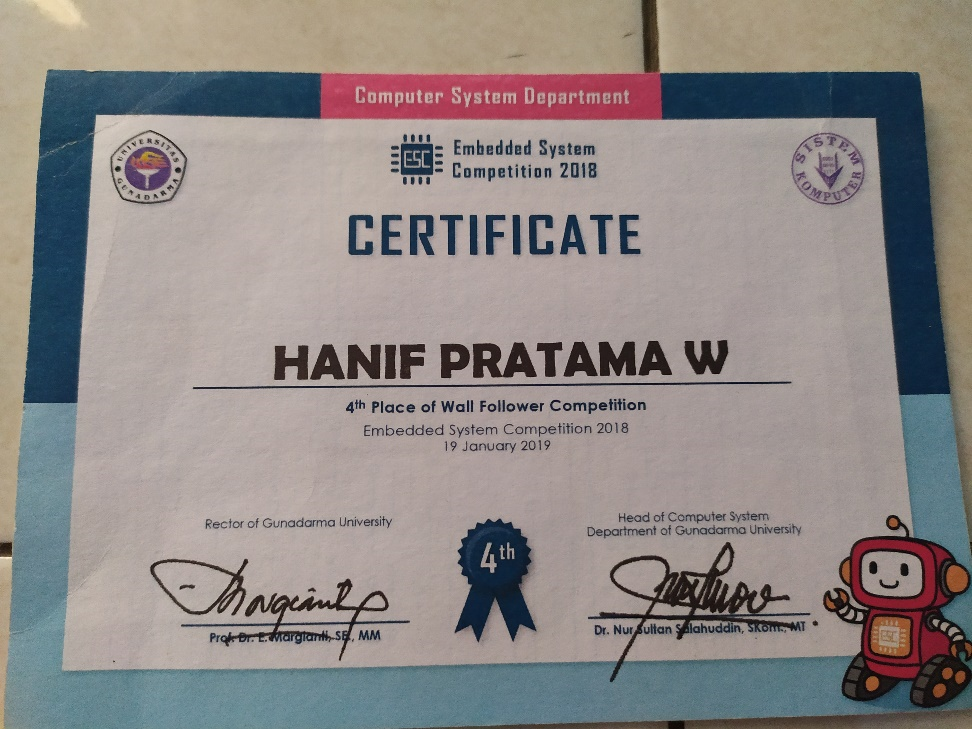 Computer System Department
UNIVERSITAS
GUNADARMA
ESC
Embedded System
Competition 2018
SISTEM
KOMPUTER
CERTIFICATE
HANIF PRATAMA W
4th Place of Wall Follower Competition
Embedded System Competition 2018
19 January 2019
Rector of Gunadarma University
Head of Computer System
Department of Gunadarma University
4th
Prof. Dr. E. Margianti, SE., MM
Dr. Nur Sultan Salahuddin, SKom., MT
ESC